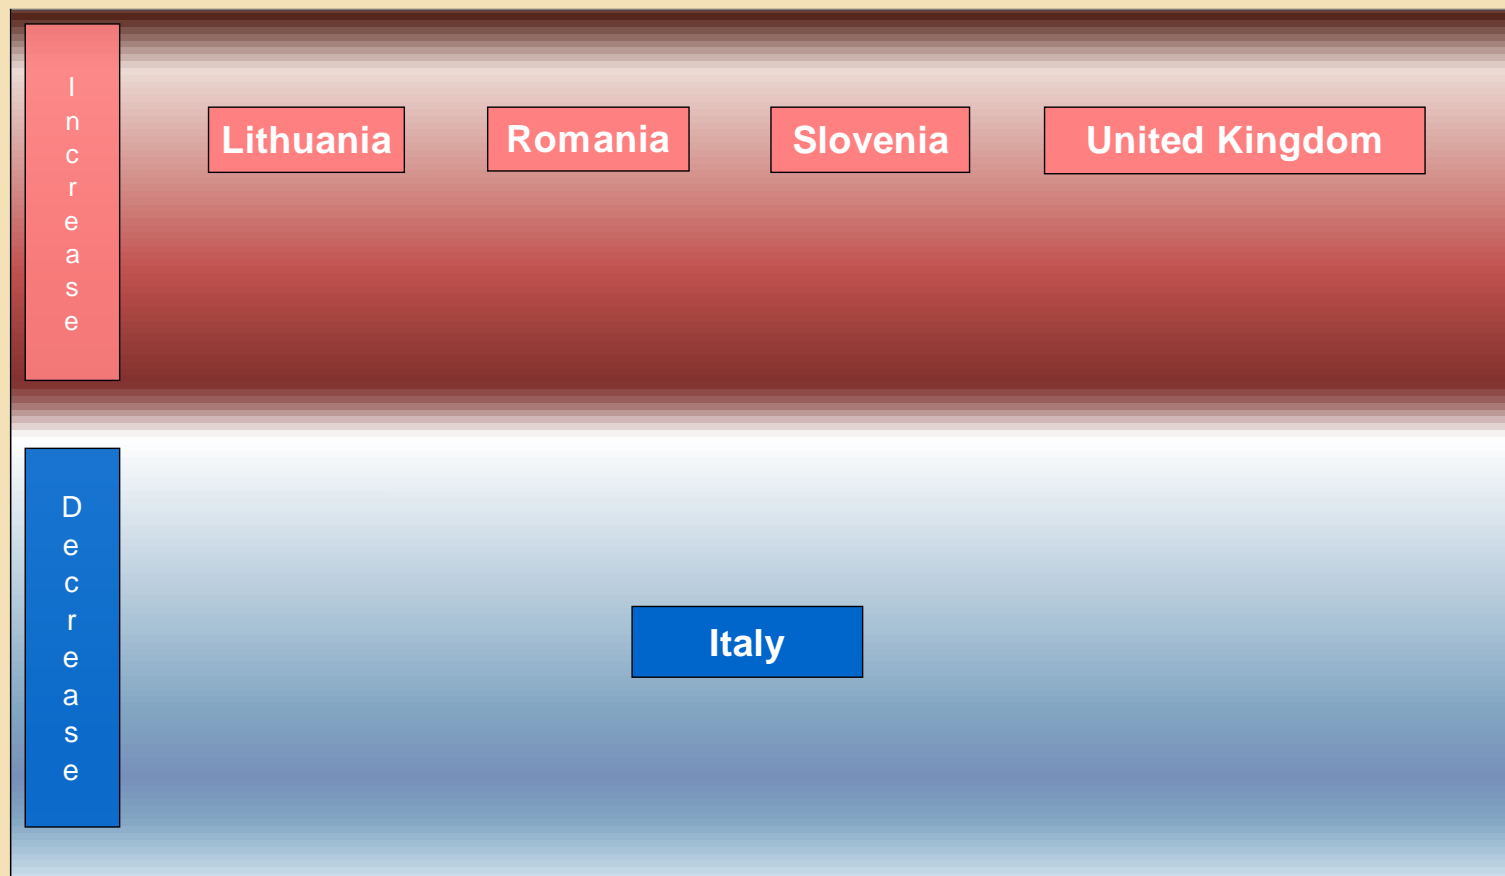 Increase
Lithuania
Romania
Slovenia
United Kingdom
Decrease
Italy